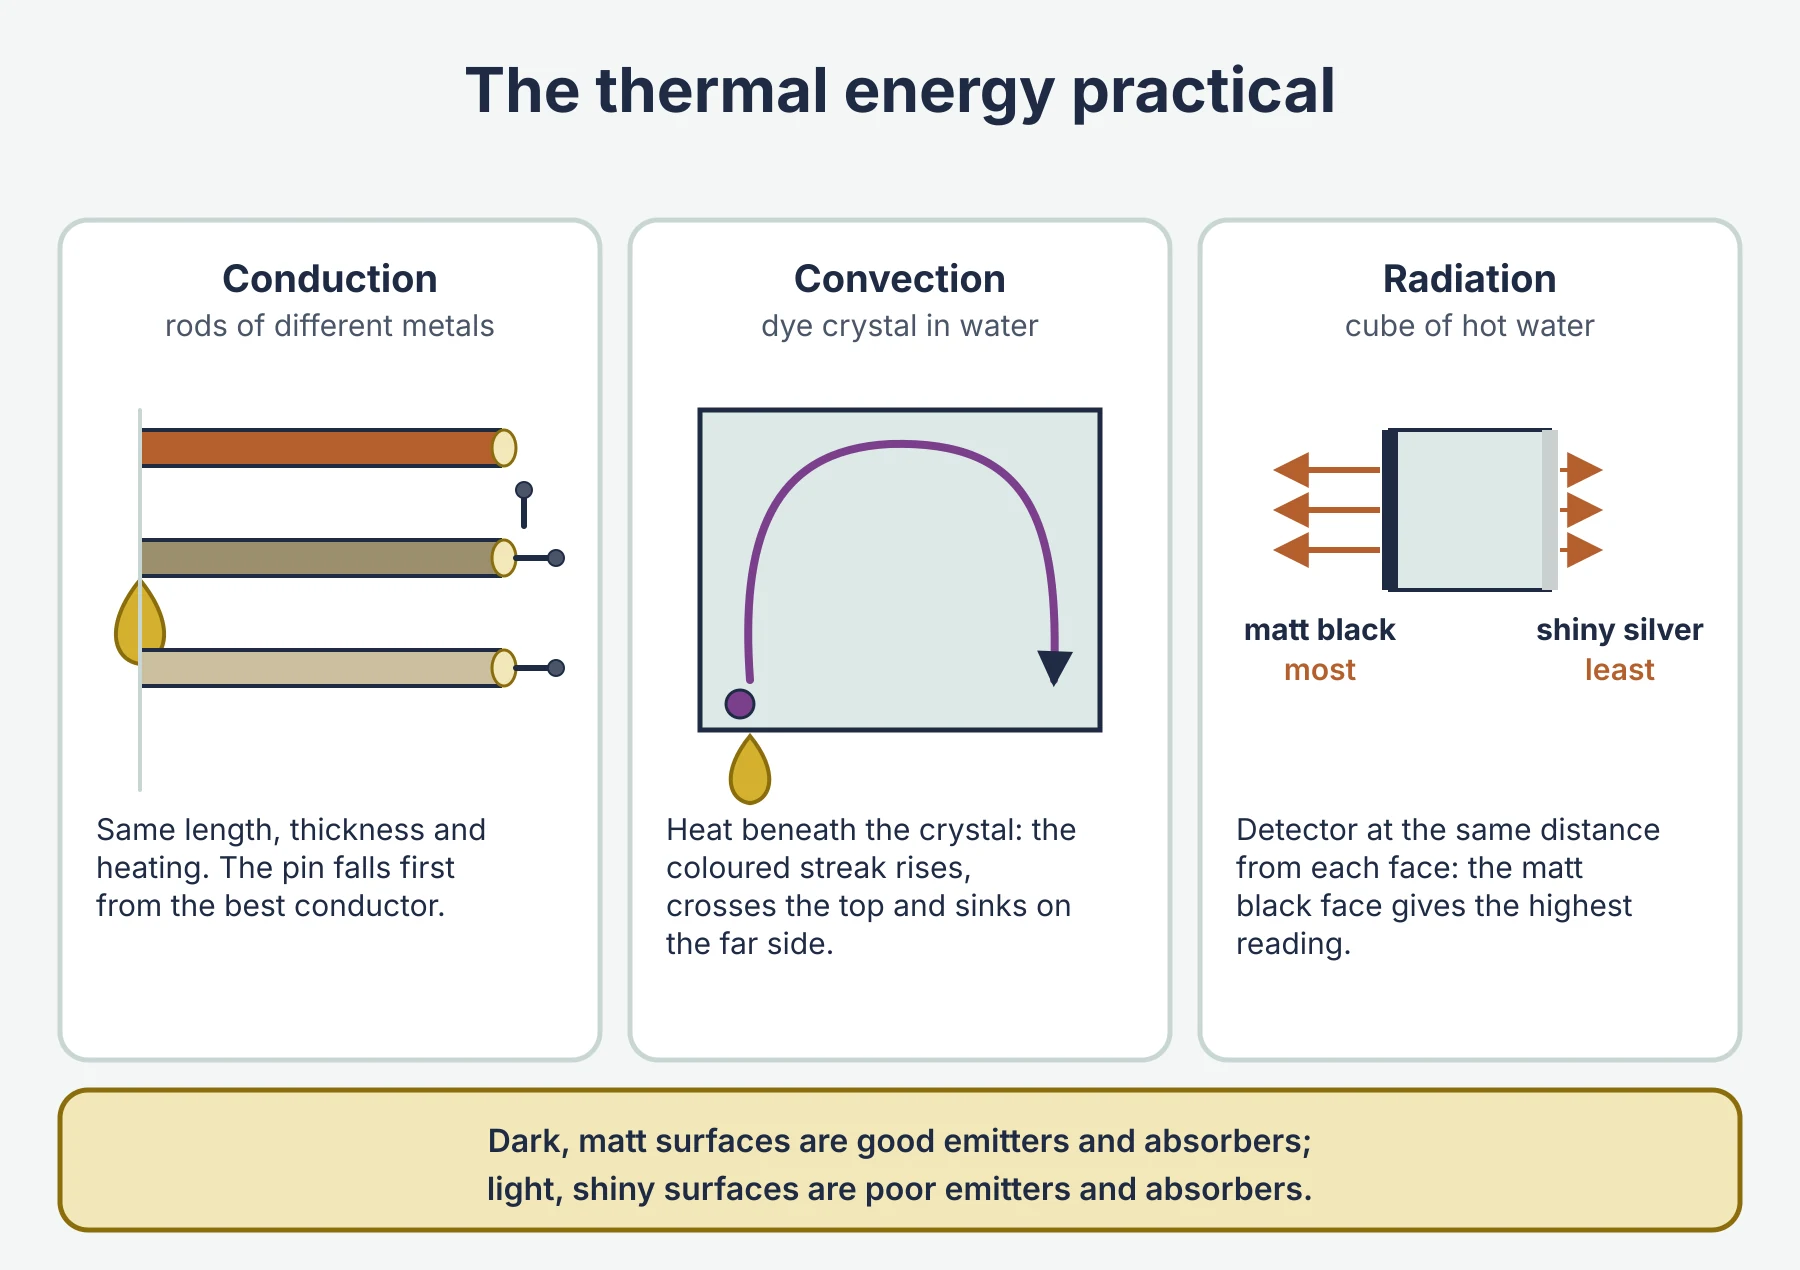 The thermal energy practical
Conduction
rods of different metals
Same length, thickness and
heating. The pin falls first
from the best conductor.
Convection
dye crystal in water
Heat beneath the crystal: the
coloured streak rises,
crosses the top and sinks on
the far side.
Radiation
cube of hot water
matt black
most
shiny silver
least
Detector at the same distance
from each face: the matt
black face gives the highest
reading.
Dark, matt surfaces are good emitters and absorbers;
light, shiny surfaces are poor emitters and absorbers.